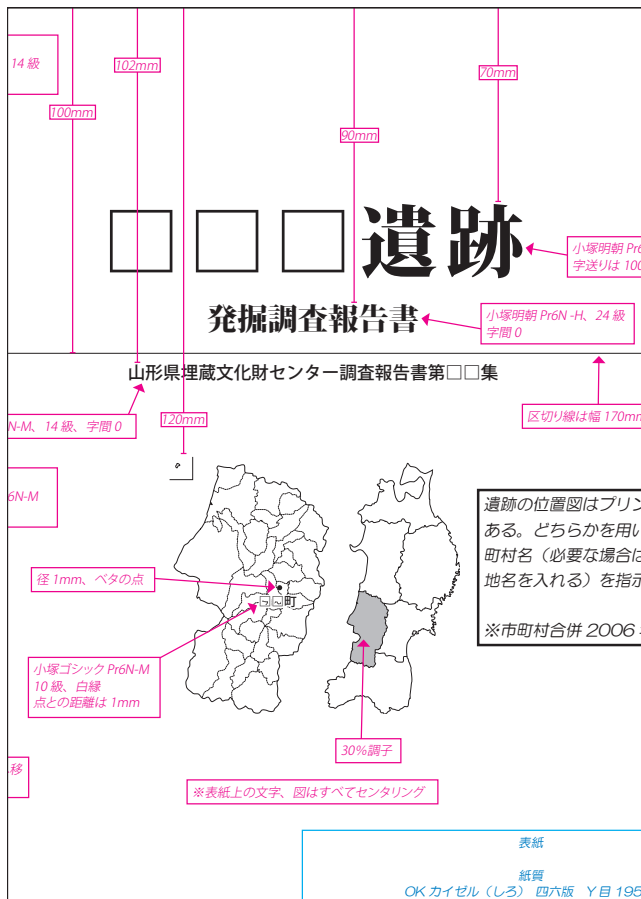 14 級
102mm
70mm
100mm
90mm
□□□遺跡
小塚明朝 Pr6
字送りは 100
発掘調査報告書
小塚明朝 Pr6N -H、24 級
字間 0
山形県埋蔵文化財センター調査報告書第□□集
N-M、14 級、字間 0
120mm
区切り線は幅 170mm
6N-M
遺跡の位置図はプリン
ある。どちらかを用い
町村名（必要な場合は
地名を入れる）を指示
※市町村合併 2006
径 1mm、ベタの点
□□町
小塚ゴシック Pr6N-M
10 級、白縁
点との距離は 1mm
30%調子
移
※表紙上の文字、図はすべてセンタリング
表紙
紙質
OK カイゼル（しろ） 四六版 Ｙ目 195